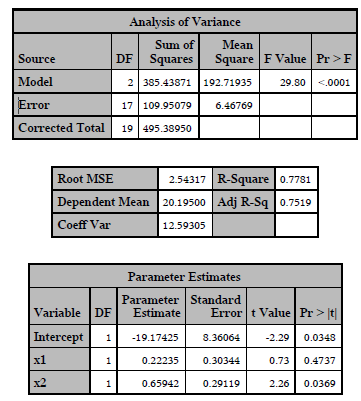 Analysis of Variance
Source DF Sum of Squares Mean Square F Value Pr > F
Model 2 385.43871 192.71935 29.80 <.0001
Error 17 109.95079 6.46769
Corrected Total 19 495.38950
Root MSE 2.54317 R-Square 0.7781
Dependent Mean 20.19500 Adj R-Sq 0.7519
Coeff Var 12.59305
Parameter Estimates
Variable DF Parameter Estimate Standard Error t Value Pr > |t|
Intercept 1 -19.17425 8.36064 -2.29 0.0348
x1 1 0.22235 0.30344 0.73 0.4737
x2 1 0.65942 0.29119 2.26 0.0369